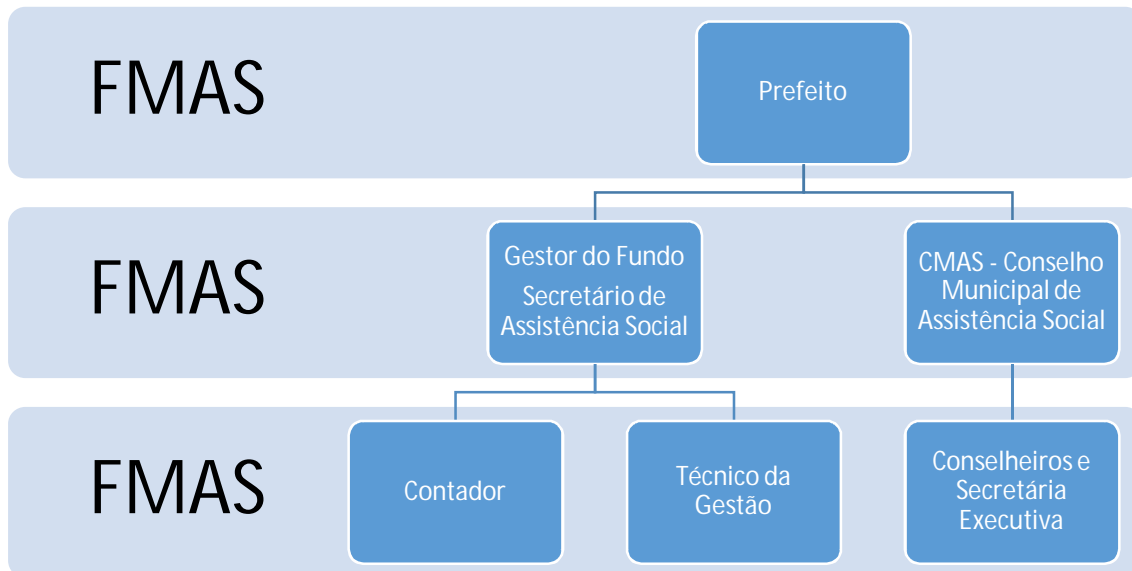 FMAS
Prefeito
FMAS
Gestor do Fundo
Secretário de
Assistência Social
CMAS - Conselho
Municipal de
Assistência Social
FMAS
Contador
Técnico da
Gestão
Conselheiros e
Secretária
Executiva